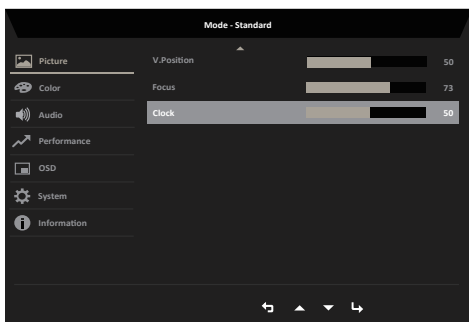 Mode - Standard
Picture
V.Position 50
Color
Focus 73
Audio
Clock 50
Performance
OSD
System
Information